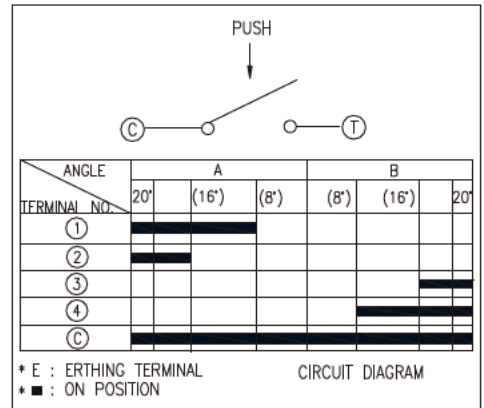 PUSH
C T
ANGLE A B
TERMINAL NO. 20° (16°) (8°) (8°) (16°) 20°
1
2
3
4
C
* E : ERTHING TERMINAL CIRCUIT DIAGRAM
* ■ : ON POSITION